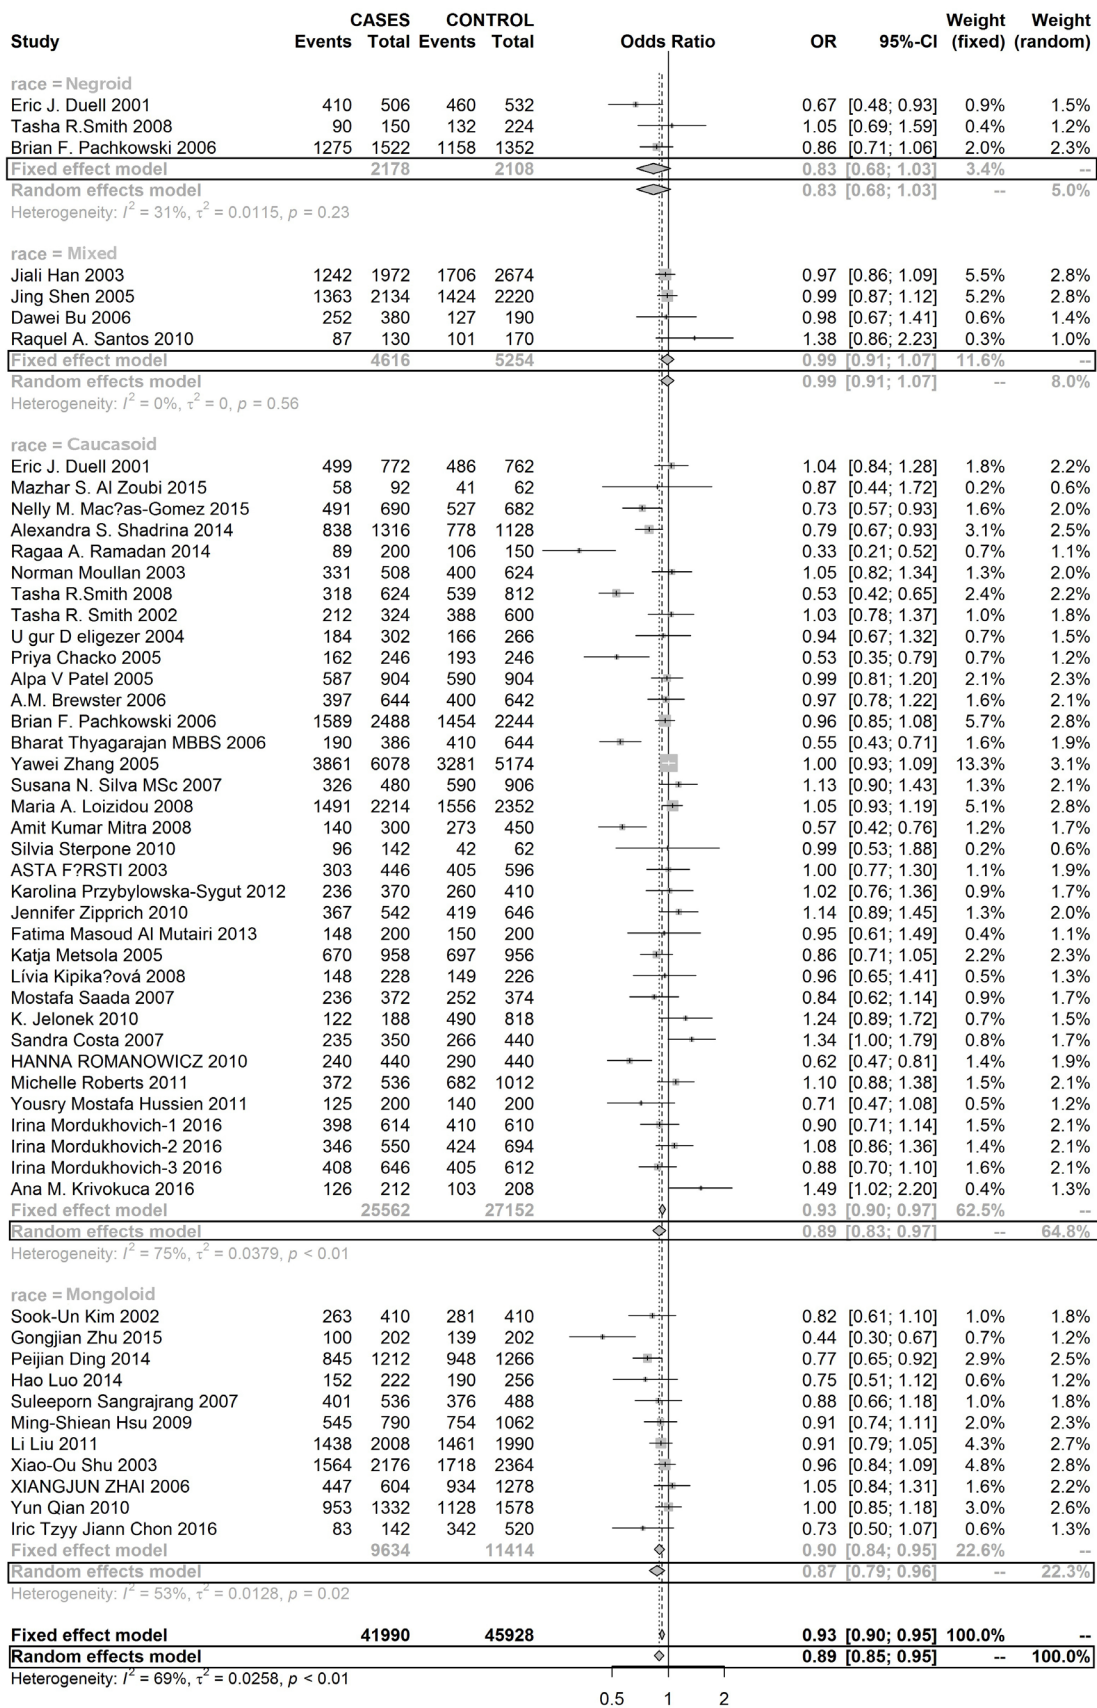 CASES CONTROL Weight Weight
Study Events Total Events Total Odds Ratio OR 95%-CI (fixed) (random)
race = Negroid
Eric J. Duell 2001 410 506 460 532 0.67 [0.48; 0.93] 0.9% 1.5%
Tasha R.Smith 2008 90 150 132 224 1.05 [0.69; 1.59] 0.4% 1.2%
Brian F. Pachkowski 2006 1275 1522 1158 1352 0.86 [0.71; 1.06] 2.0% 2.3%
Fixed effect model 2178 2108 0.83 [0.68; 1.03] 3.4% --
Random effects model 0.83 [0.68; 1.03] -- 5.0%
Heterogeneity: I² = 31%, τ² = 0.0115, p = 0.23
race = Mixed
Jiali Han 2003 1242 1972 1706 2674 0.97 [0.86; 1.09] 5.5% 2.8%
Jing Shen 2005 1363 2134 1424 2220 0.99 [0.87; 1.12] 5.2% 2.8%
Dawei Bu 2006 252 380 127 190 0.98 [0.67; 1.41] 0.6% 1.4%
Raquel A. Santos 2010 87 130 101 170 1.38 [0.86; 2.23] 0.3% 1.0%
Fixed effect model 4616 5254 0.99 [0.91; 1.07] 11.6% --
Random effects model 0.99 [0.91; 1.07] -- 8.0%
Heterogeneity: I² = 0%, τ² = 0, p = 0.56
race = Caucasoid
Eric J. Duell 2001 499 772 486 762 1.04 [0.84; 1.28] 1.8% 2.2%
Mazhar S. Al Zoubi 2015 58 92 41 62 0.87 [0.44; 1.72] 0.2% 0.6%
Nelly M. Mac?as-Gomez 2015 491 690 527 682 0.73 [0.57; 0.93] 1.6% 2.0%
Alexandra S. Shadrina 2014 838 1316 778 1128 0.79 [0.67; 0.93] 3.1% 2.5%
Ragaa A. Ramadan 2014 89 200 106 150 0.33 [0.21; 0.52] 0.7% 1.1%
Norman Moullan 2003 331 508 400 624 1.05 [0.82; 1.34] 1.3% 2.0%
Tasha R.Smith 2008 318 624 539 812 0.53 [0.42; 0.65] 2.4% 2.2%
Tasha R. Smith 2002 212 324 388 600 1.03 [0.78; 1.37] 1.0% 1.8%
U gur D eligezer 2004 184 302 166 266 0.94 [0.67; 1.32] 0.7% 1.5%
Priya Chacko 2005 162 246 193 246 0.53 [0.35; 0.79] 0.7% 1.2%
Alpa V Patel 2005 587 904 590 904 0.99 [0.81; 1.20] 2.1% 2.3%
A.M. Brewster 2006 397 644 400 642 0.97 [0.78; 1.22] 1.6% 2.1%
Brian F. Pachkowski 2006 1589 2488 1454 2244 0.96 [0.85; 1.08] 5.7% 2.8%
Bharat Thyagarajan MBBS 2006 190 386 410 644 0.55 [0.43; 0.71] 1.6% 1.9%
Yawei Zhang 2005 3861 6078 3281 5174 1.00 [0.93; 1.09] 13.3% 3.1%
Susana N. Silva MSc 2007 326 480 590 906 1.13 [0.90; 1.43] 1.3% 2.1%
Maria A. Loizidou 2008 1491 2214 1556 2352 1.05 [0.93; 1.19] 5.1% 2.8%
Amit Kumar Mitra 2008 140 300 273 450 0.57 [0.42; 0.76] 1.2% 1.7%
Silvia Sterpone 2010 96 142 42 62 0.99 [0.53; 1.88] 0.2% 0.6%
ASTA F?RSTI 2003 303 446 405 596 1.00 [0.77; 1.30] 1.1% 1.9%
Karolina Przybylowska-Sygut 2012 236 370 260 410 1.02 [0.76; 1.36] 0.9% 1.7%
Jennifer Zipprich 2010 367 542 419 646 1.14 [0.89; 1.45] 1.3% 2.0%
Fatima Masoud Al Mutairi 2013 148 200 150 200 0.95 [0.61; 1.49] 0.4% 1.1%
Katja Metsola 2005 670 958 697 956 0.86 [0.71; 1.05] 2.2% 2.3%
Lívia Kipika?ová 2008 148 228 149 226 0.96 [0.65; 1.41] 0.5% 1.3%
Mostafa Saada 2007 236 372 252 374 0.84 [0.62; 1.14] 0.9% 1.7%
K. Jelonek 2010 122 188 490 818 1.24 [0.89; 1.72] 0.7% 1.5%
Sandra Costa 2007 235 350 266 440 1.34 [1.00; 1.79] 0.8% 1.7%
HANNA ROMANOWICZ 2010 240 440 290 440 0.62 [0.47; 0.81] 1.4% 1.9%
Michelle Roberts 2011 372 536 682 1012 1.10 [0.88; 1.38] 1.5% 2.1%
Yousry Mostafa Hussien 2011 125 200 140 200 0.71 [0.47; 1.08] 0.5% 1.2%
Irina Mordukhovich-1 2016 398 614 410 610 0.90 [0.71; 1.14] 1.5% 2.1%
Irina Mordukhovich-2 2016 346 550 424 694 1.08 [0.86; 1.36] 1.4% 2.1%
Irina Mordukhovich-3 2016 408 646 405 612 0.88 [0.70; 1.10] 1.6% 2.1%
Ana M. Krivokuca 2016 126 212 103 208 1.49 [1.02; 2.20] 0.4% 1.3%
Fixed effect model 25562 27152 0.93 [0.90; 0.97] 62.5% --
Random effects model 0.89 [0.83; 0.97] -- 64.8%
Heterogeneity: I² = 75%, τ² = 0.0379, p < 0.01
race = Mongoloid
Sook-Un Kim 2002 263 410 281 410 0.82 [0.61; 1.10] 1.0% 1.8%
Gongjian Zhu 2015 100 202 139 202 0.44 [0.30; 0.67] 0.7% 1.2%
Peijian Ding 2014 845 1212 948 1266 0.77 [0.65; 0.92] 2.9% 2.5%
Hao Luo 2014 152 222 190 256 0.75 [0.51; 1.12] 0.6% 1.2%
Suleeporn Sangrajrang 2007 401 536 376 488 0.88 [0.66; 1.18] 1.0% 1.8%
Ming-Shiean Hsu 2009 545 790 754 1062 0.91 [0.74; 1.11] 2.0% 2.3%
Li Liu 2011 1438 2008 1461 1990 0.91 [0.79; 1.05] 4.3% 2.7%
Xiao-Ou Shu 2003 1564 2176 1718 2364 0.96 [0.84; 1.09] 4.8% 2.8%
XIANGJUN ZHAI 2006 447 604 934 1278 1.05 [0.84; 1.31] 1.6% 2.2%
Yun Qian 2010 953 1332 1128 1578 1.00 [0.85; 1.18] 3.0% 2.6%
Iric Tzyy Jiann Chon 2016 83 142 342 520 0.73 [0.50; 1.07] 0.6% 1.3%
Fixed effect model 9634 11414 0.90 [0.84; 0.95] 22.6% --
Random effects model 0.87 [0.79; 0.96] -- 22.3%
Heterogeneity: I² = 53%, τ² = 0.0128, p = 0.02
Fixed effect model 41990 45928 0.93 [0.90; 0.95] 100.0% --
Random effects model 0.89 [0.85; 0.95] -- 100.0%
Heterogeneity: I² = 69%, τ² = 0.0258, p < 0.01
0.5 1 2